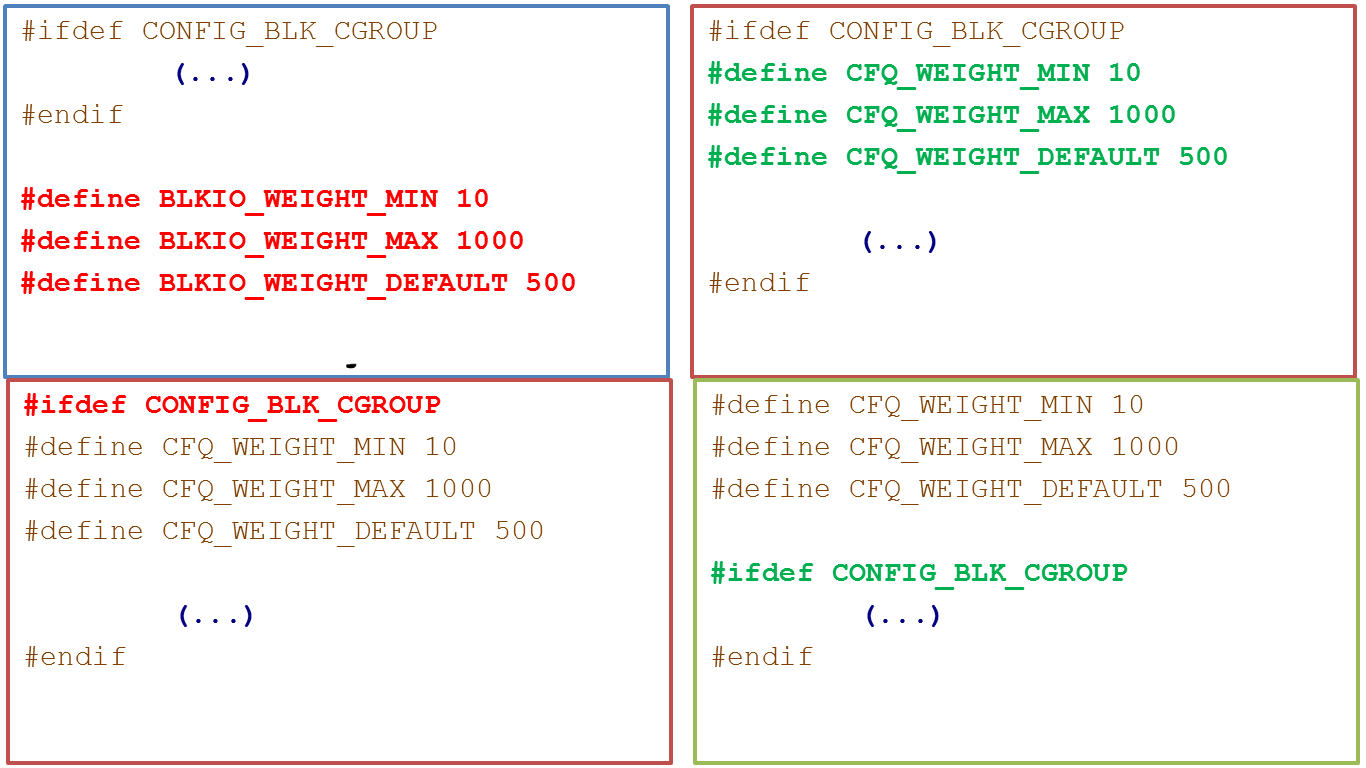 #ifdef CONFIG_BLK_CGROUP
(...)
#endif
#define BLKIO_WEIGHT_MIN 10
#define BLKIO_WEIGHT_MAX 1000
#define BLKIO_WEIGHT_DEFAULT 500
#ifdef CONFIG_BLK_CGROUP
#define CFQ_WEIGHT_MIN 10
#define CFQ_WEIGHT_MAX 1000
#define CFQ_WEIGHT_DEFAULT 500
(...)
#endif
#ifdef CONFIG_BLK_CGROUP
#define CFQ_WEIGHT_MIN 10
#define CFQ_WEIGHT_MAX 1000
#define CFQ_WEIGHT_DEFAULT 500
(...)
#endif
#define CFQ_WEIGHT_MIN 10
#define CFQ_WEIGHT_MAX 1000
#define CFQ_WEIGHT_DEFAULT 500
#ifdef CONFIG_BLK_CGROUP
(...)
#endif